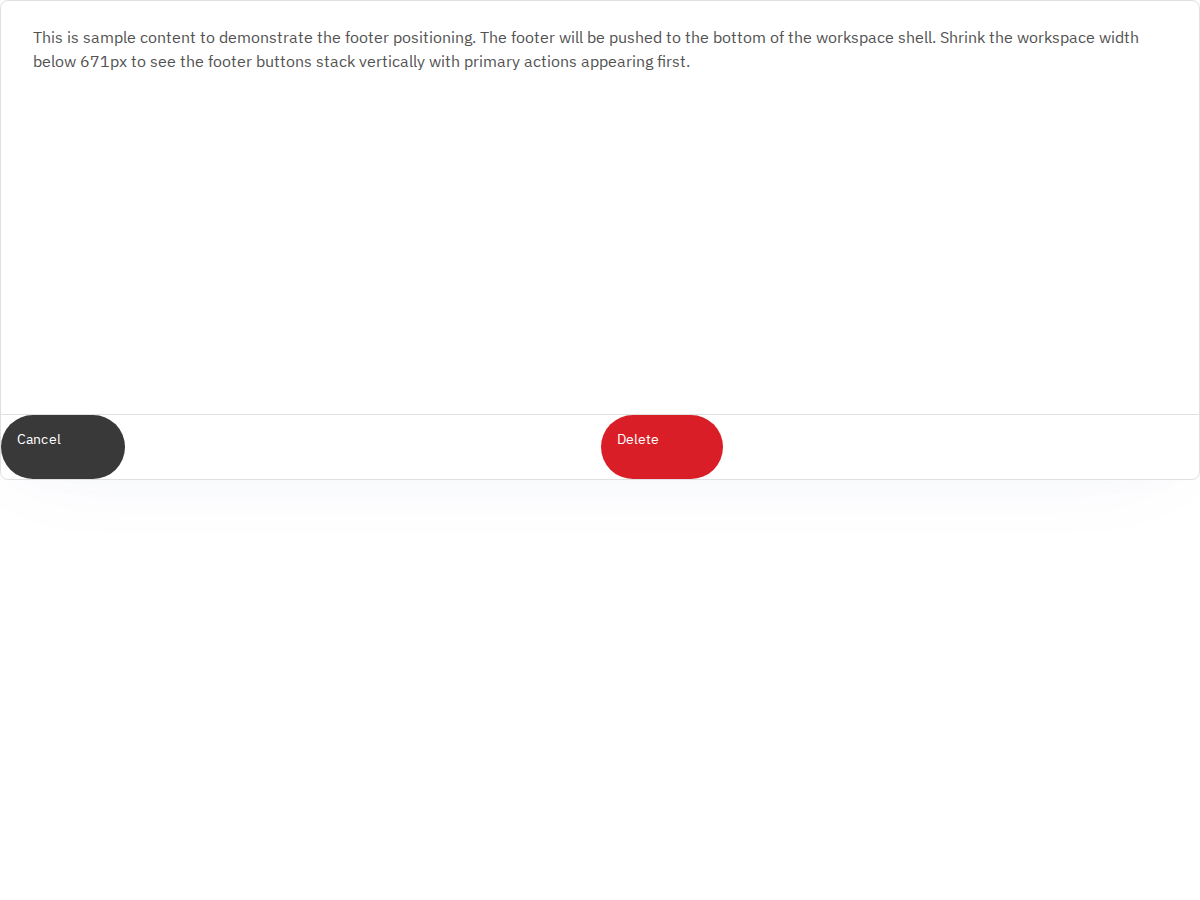 This is sample content to demonstrate the footer positioning. The footer will be pushed to the bottom of the workspace shell. Shrink the workspace width
below 671px to see the footer buttons stack vertically with primary actions appearing first.
Cancel
Delete